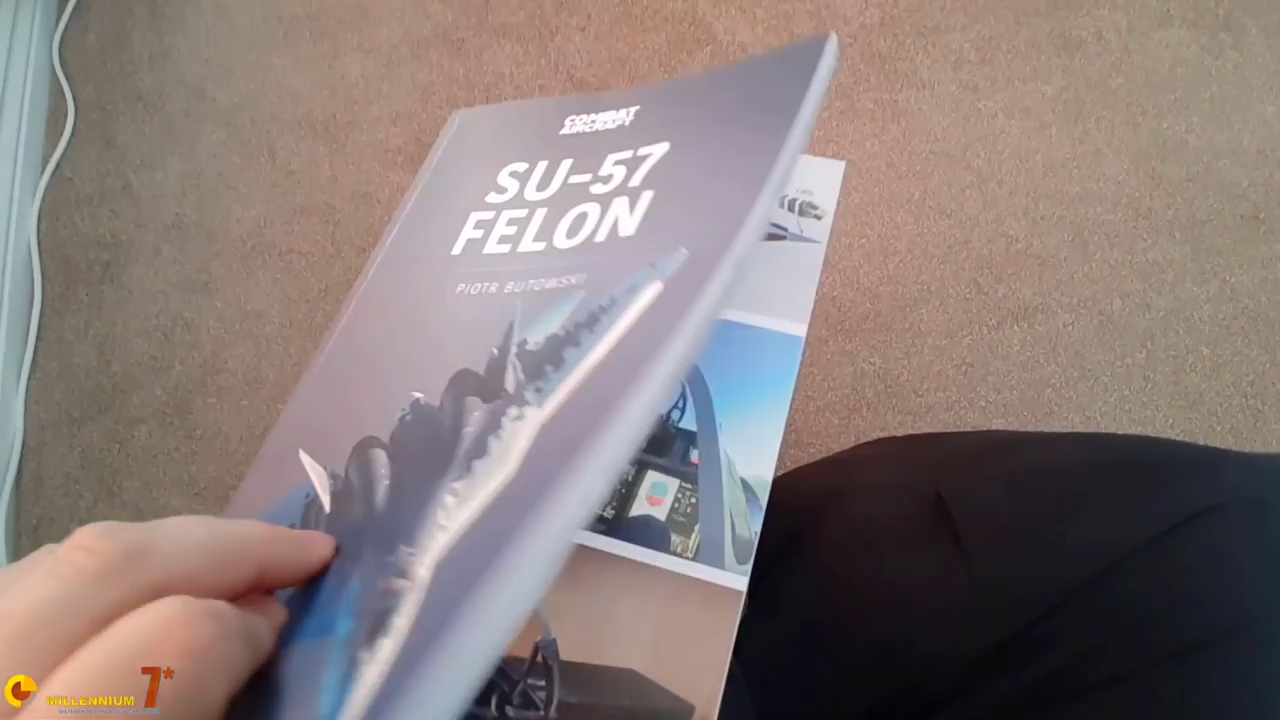 COMBAT
AIRCRAFT
SU-57
FELON
PIOTR BUTOWSKI
MILLENNIUM 7*